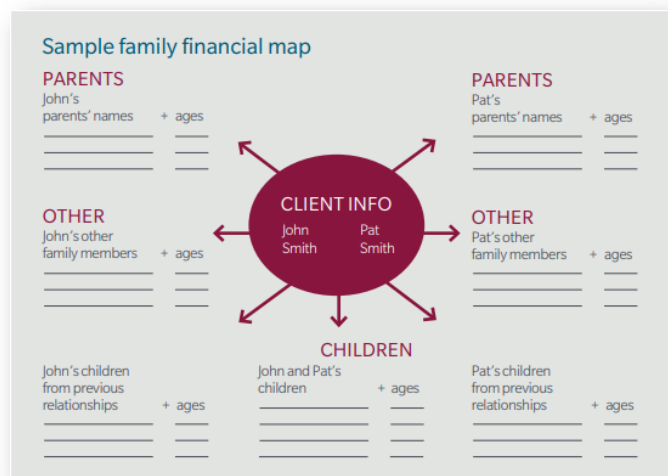 Sample family financial map
PARENTS
John's
parents' names + ages
PARENTS
Pat's
parents' names + ages
CLIENT INFO
John Pat
Smith Smith
OTHER
John's other
family members + ages
OTHER
Pat's other
family members + ages
CHILDREN
John's children
from previous
relationships + ages
John and Pat's
children + ages
Pat's children
from previous
relationships + ages